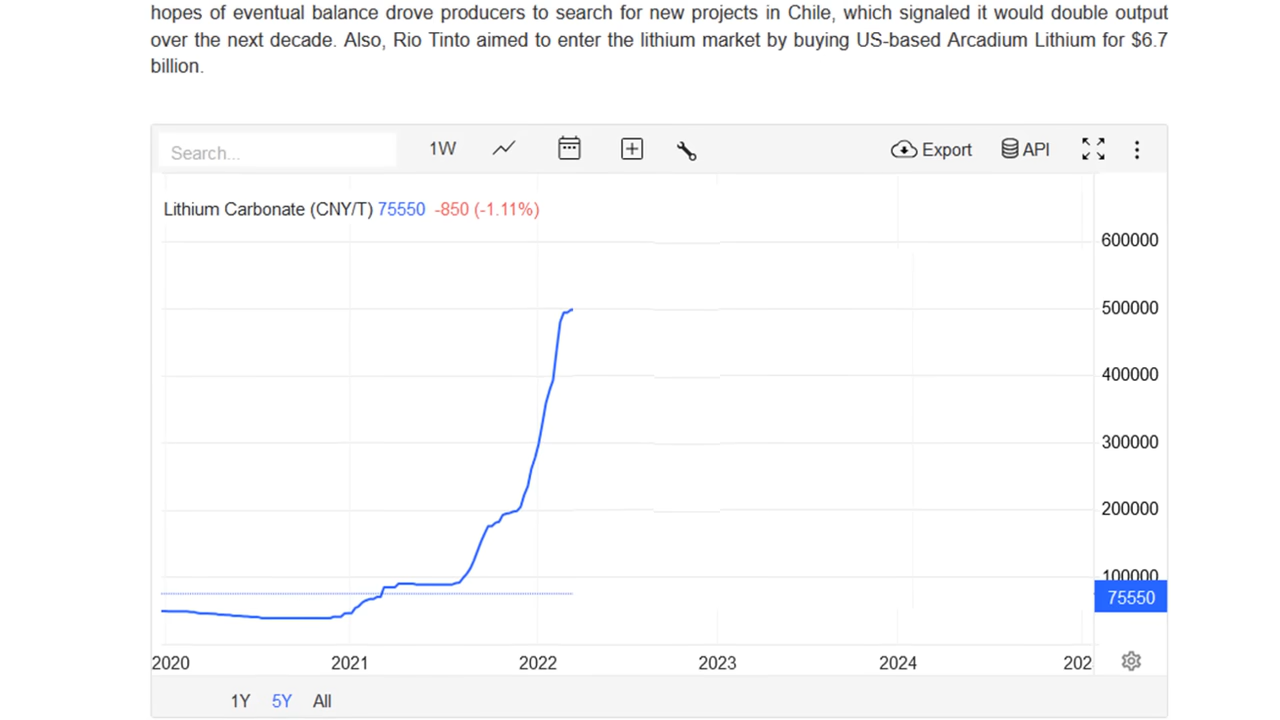 hopes of eventual balance drove producers to search for new projects in Chile, which signaled it would double output
over the next decade. Also, Rio Tinto aimed to enter the lithium market by buying US-based Arcadium Lithium for $6.7
billion.
Search...
1W
Export
API
Lithium Carbonate (CNY/T) 75550 -850 (-1.11%)
600000
500000
400000
300000
200000
100000
75550
2020 2021 2022 2023 2024 202
1Y 5Y All